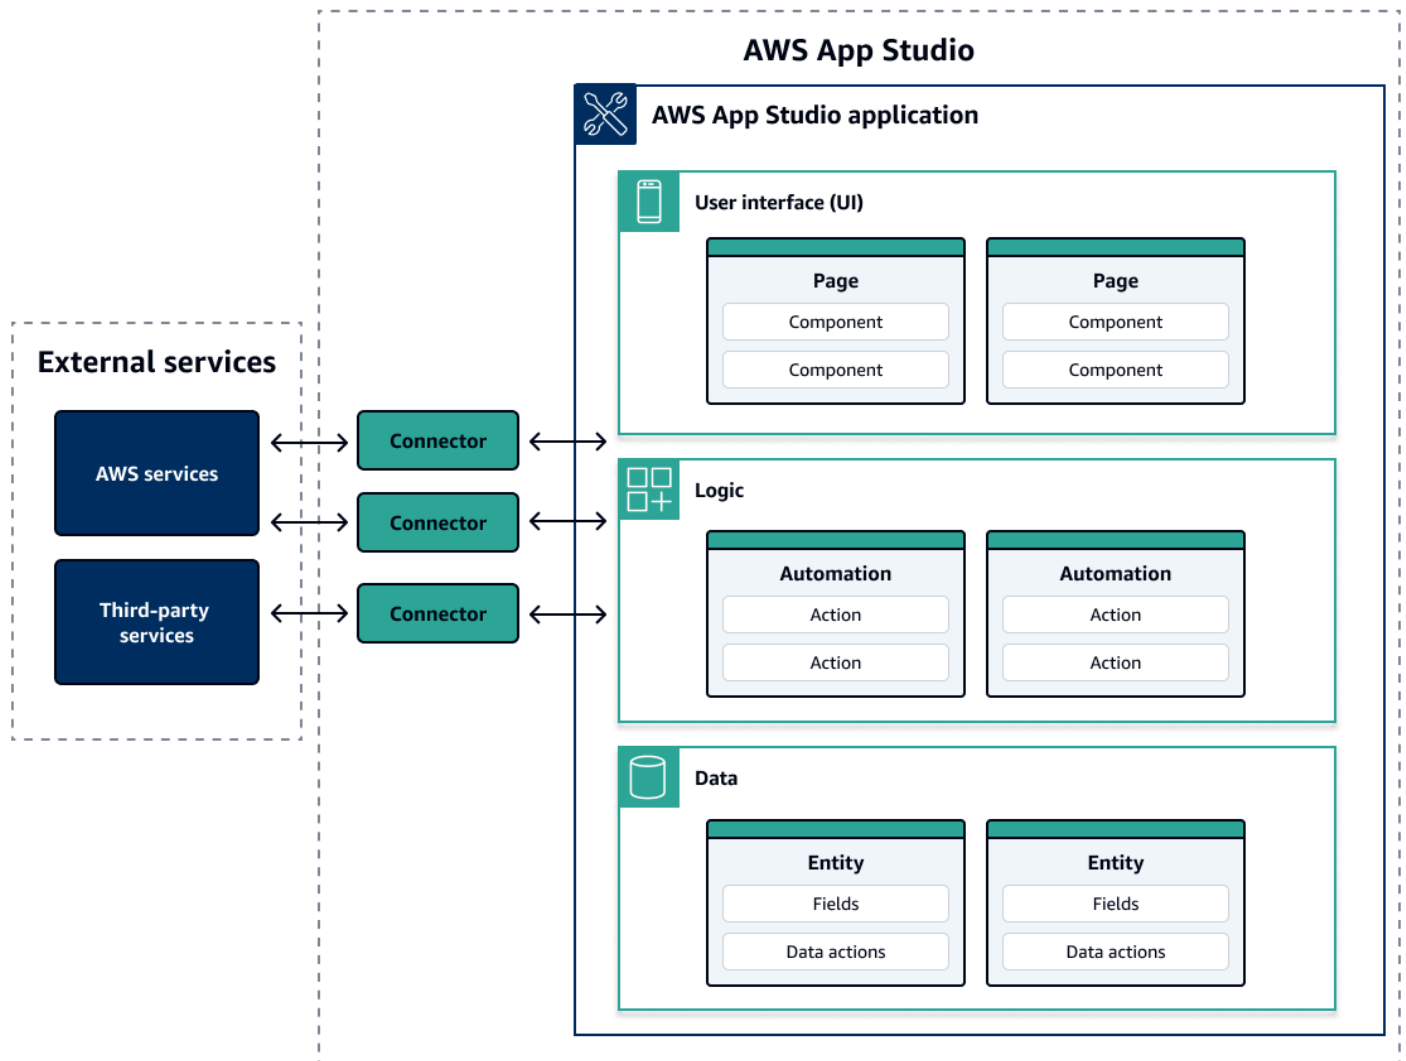 AWS App Studio
AWS App Studio application
User interface (UI)
Page
Component
Component
Page
Component
Component
External services
AWS services
Third-party
services
Connector
Connector
Connector
Logic
Automation
Action
Action
Automation
Action
Action
Data
Entity
Fields
Data actions
Entity
Fields
Data actions